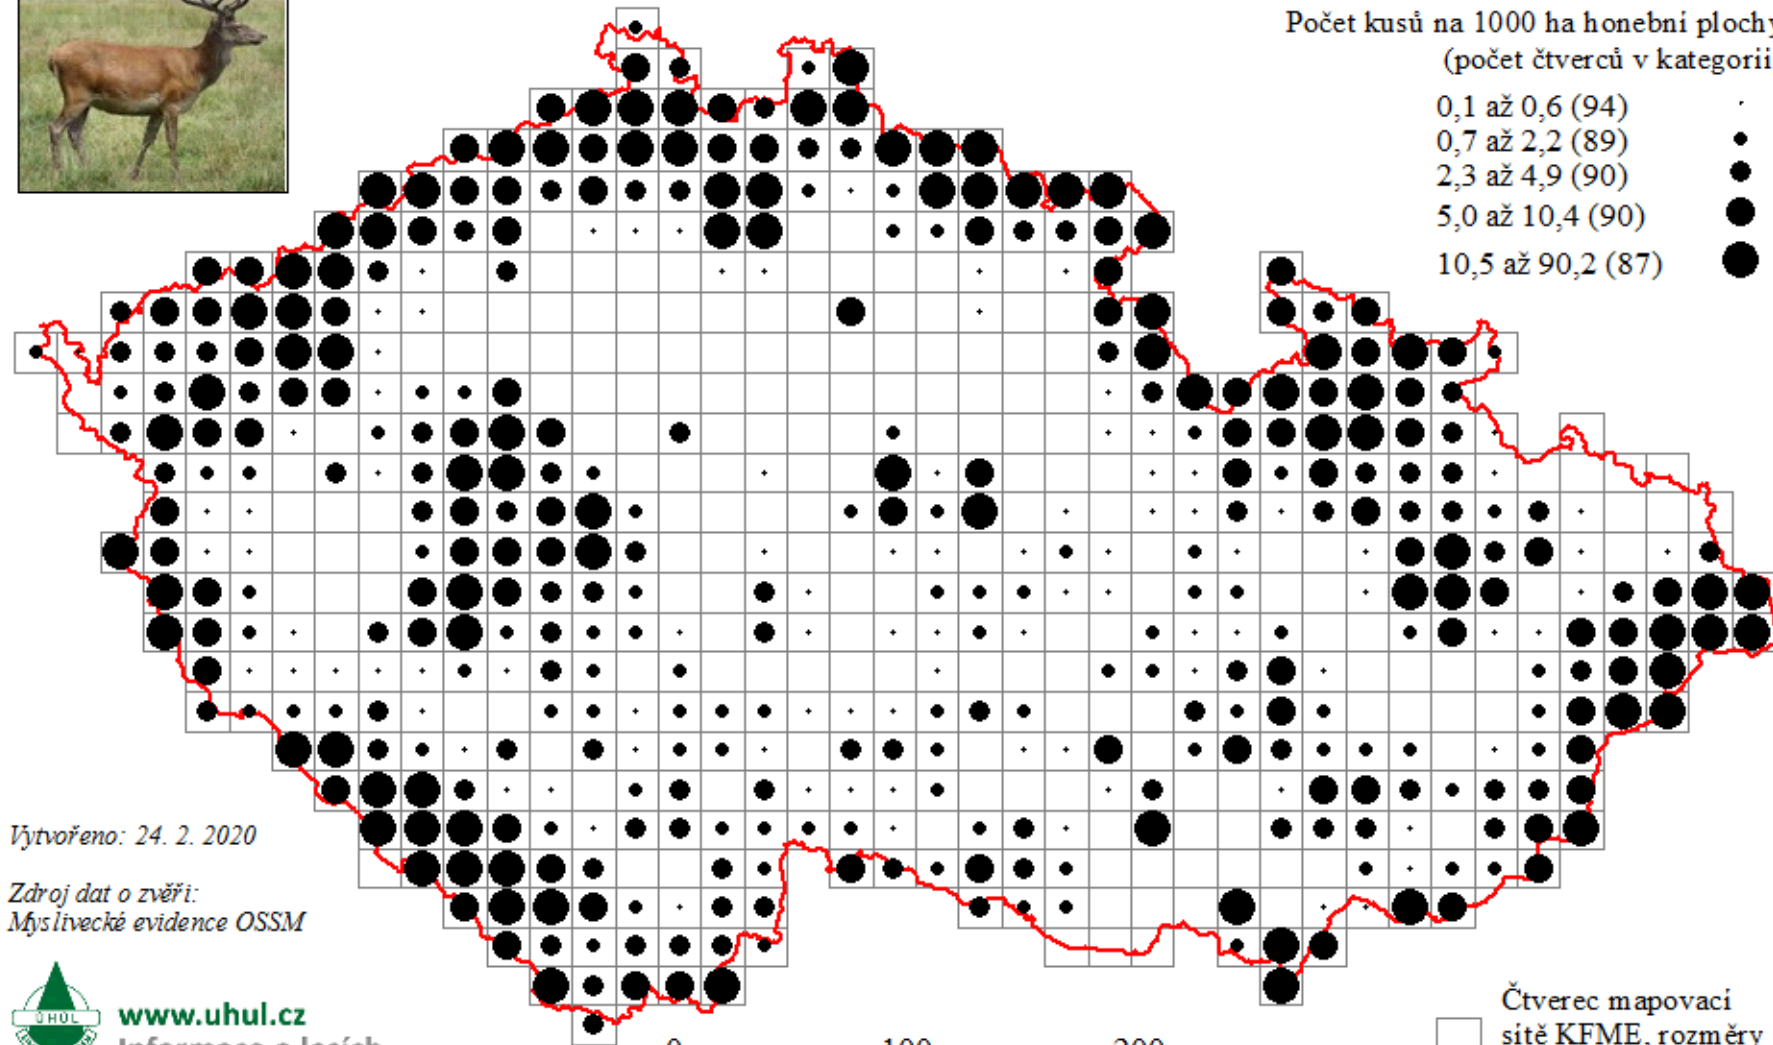 Počet kusů na 1000 ha honební plochy
(počet čtverců v kategorii
0,1 až 0,6 (94)
0,7 až 2,2 (89)
2,3 až 4,9 (90)
5,0 až 10,4 (90)
10,5 až 90,2 (87)
Vytvořeno: 24. 2. 2020
Zdroj dat o zvěři:
Myslivecké evidence OSSM
ÚHÚL
www.uhul.cz
Informace o lesích
0 100 200
Čtverec mapovací
sítě KFME, rozměry